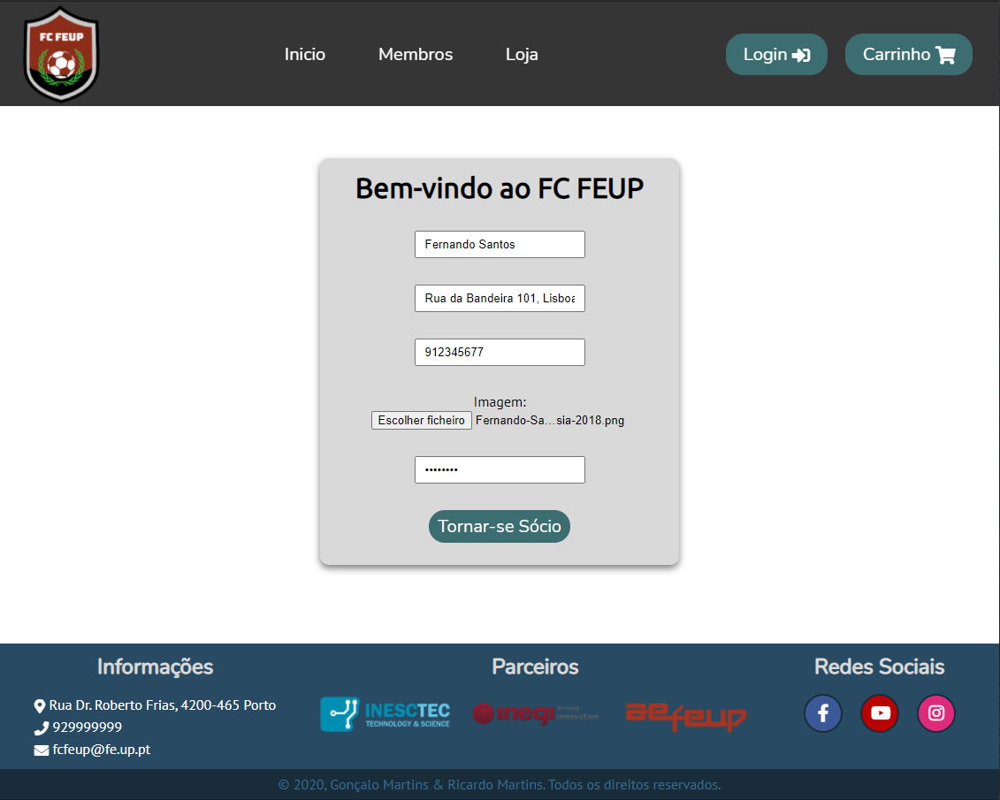 FC FEUP
Inicio Membros Loja Login Carrinho
Bem-vindo ao FC FEUP
Fernando Santos
Rua da Bandeira 101, Lisboa
912345677
Imagem:
Escolher ficheiro Fernando-Sa...sia-2018.png
••••••••
Tornar-se Sócio
Informações
Rua Dr. Roberto Frias, 4200-465 Porto
929999999
fcfeup@fe.up.pt
Parceiros
INESCTEC
TECHNOLOGY & SCIENCE
inegi driving innovation
aefeup
Redes Sociais
© 2020, Gonçalo Martins & Ricardo Martins. Todos os direitos reservados.